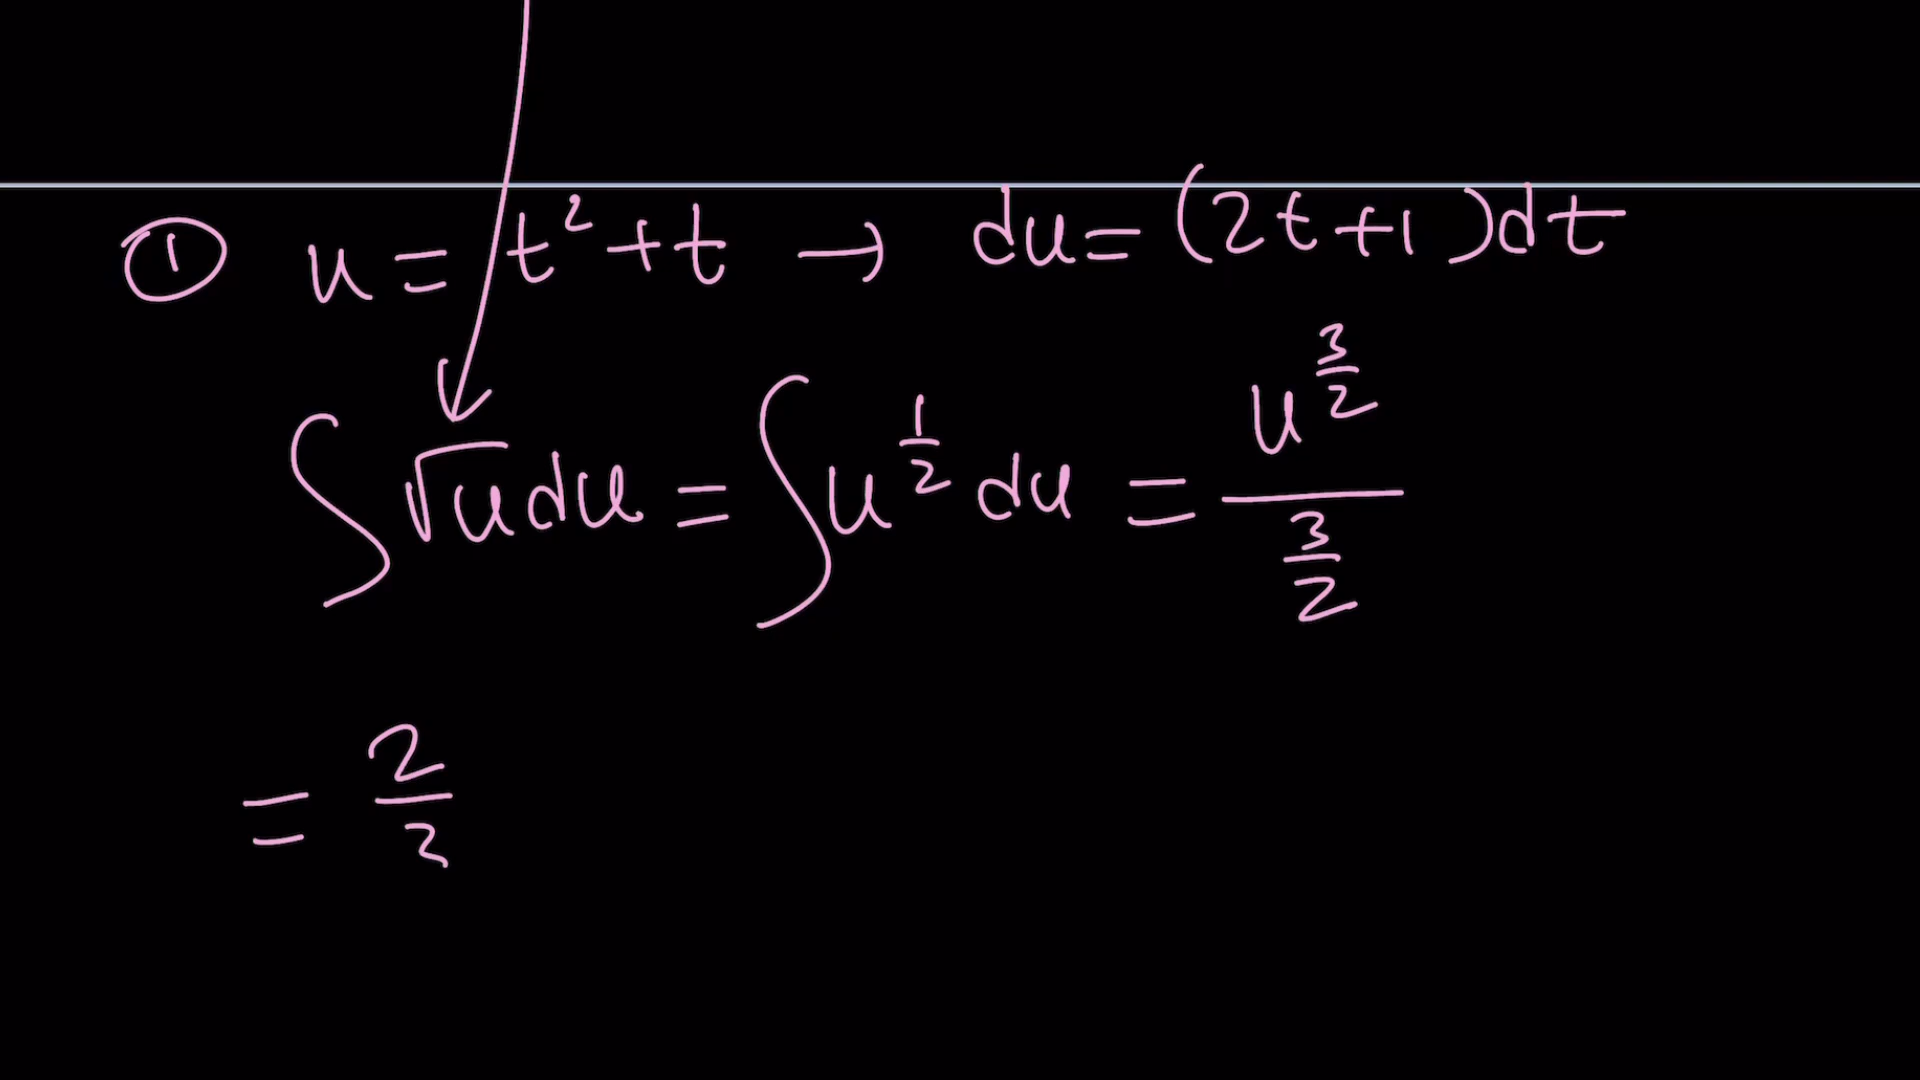 ① u = t² + t → du = (2t+1)dt
∫ √u du = ∫ u^(1/2) du = u^(3/2) / (3/2)
= 2/3